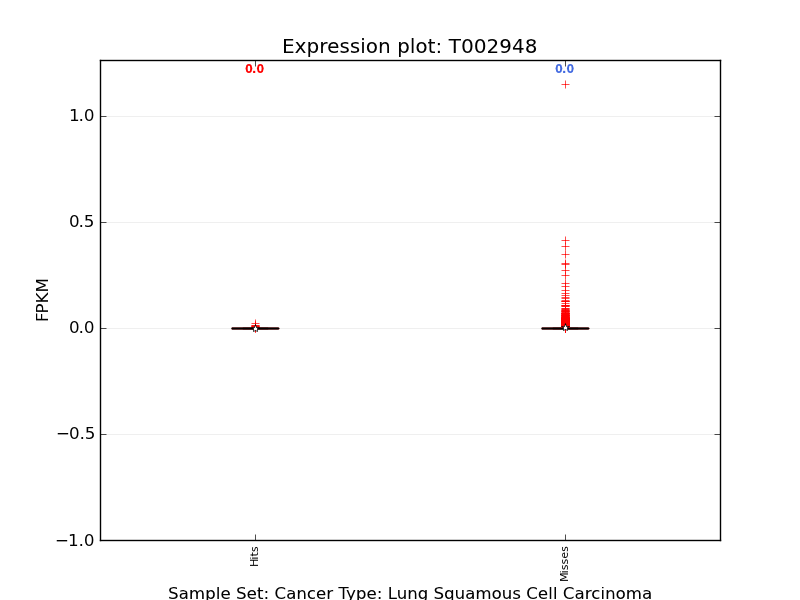 Expression plot: T002948
0.0 0.0
1.0
0.5
0.0
−0.5
−1.0
FPKM
Hits Misses
Sample Set: Cancer Type: Lung Squamous Cell Carcinoma